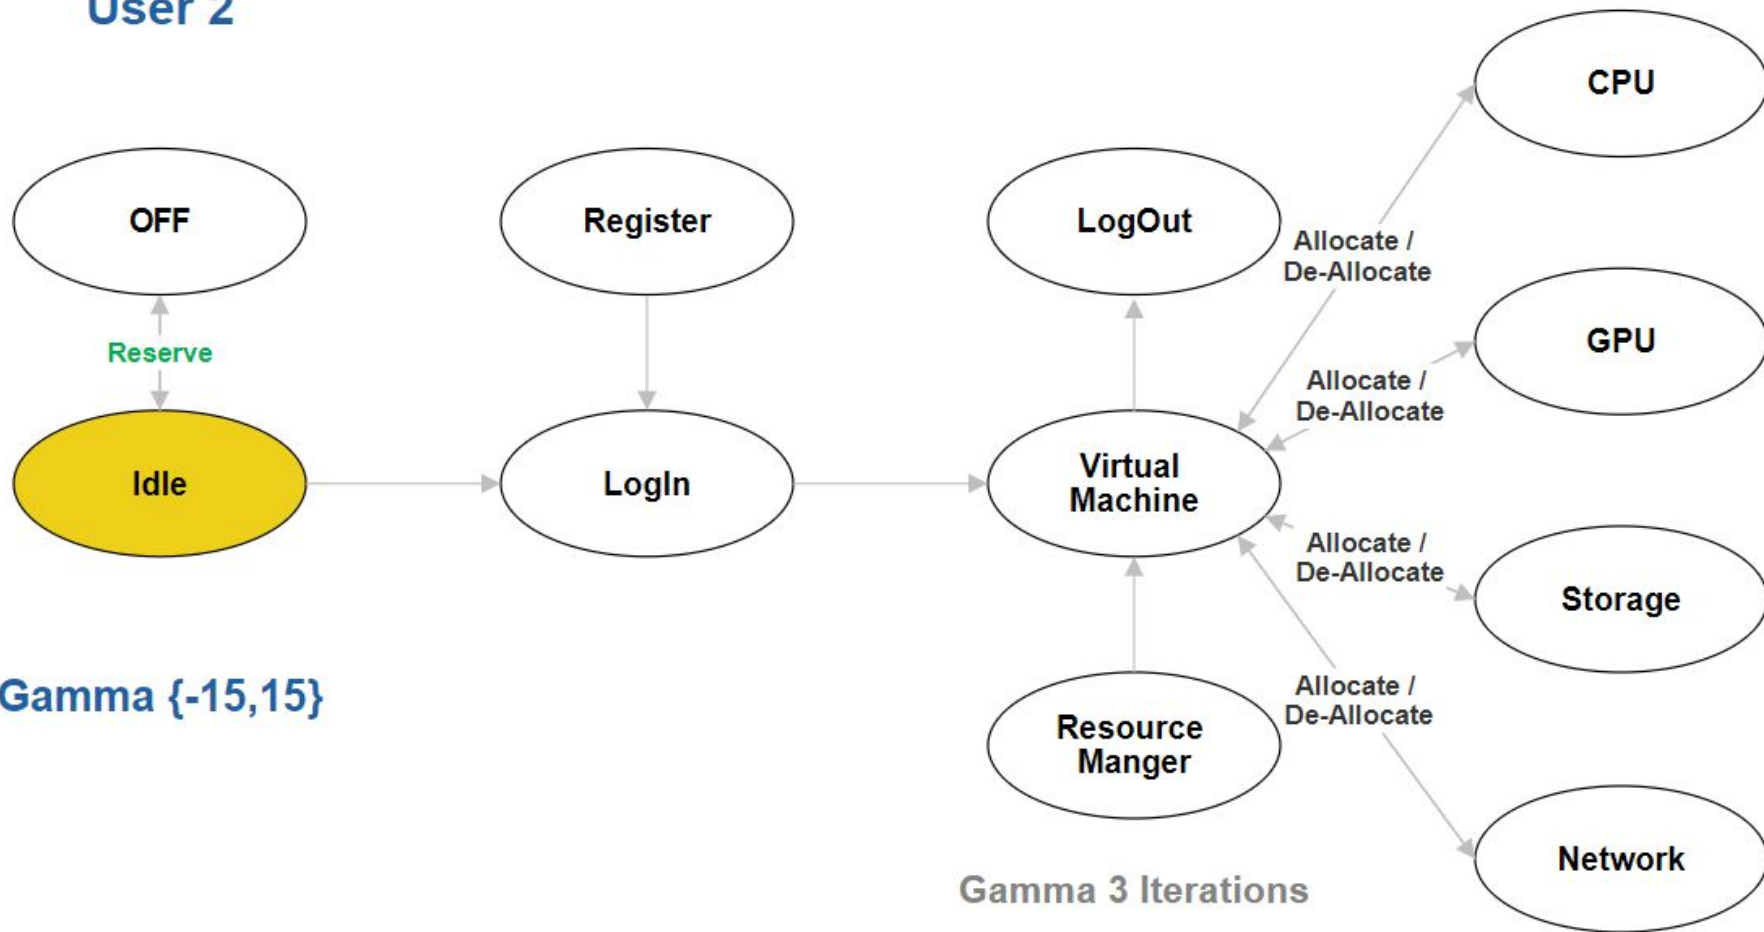 User 2
CPU
OFF
Register
LogOut
Allocate /
De-Allocate
Reserve
GPU
Allocate /
De-Allocate
Idle
LogIn
Virtual
Machine
Allocate /
De-Allocate
Storage
Gamma {-15,15}
Resource
Manger
Allocate /
De-Allocate
Network
Gamma 3 Iterations